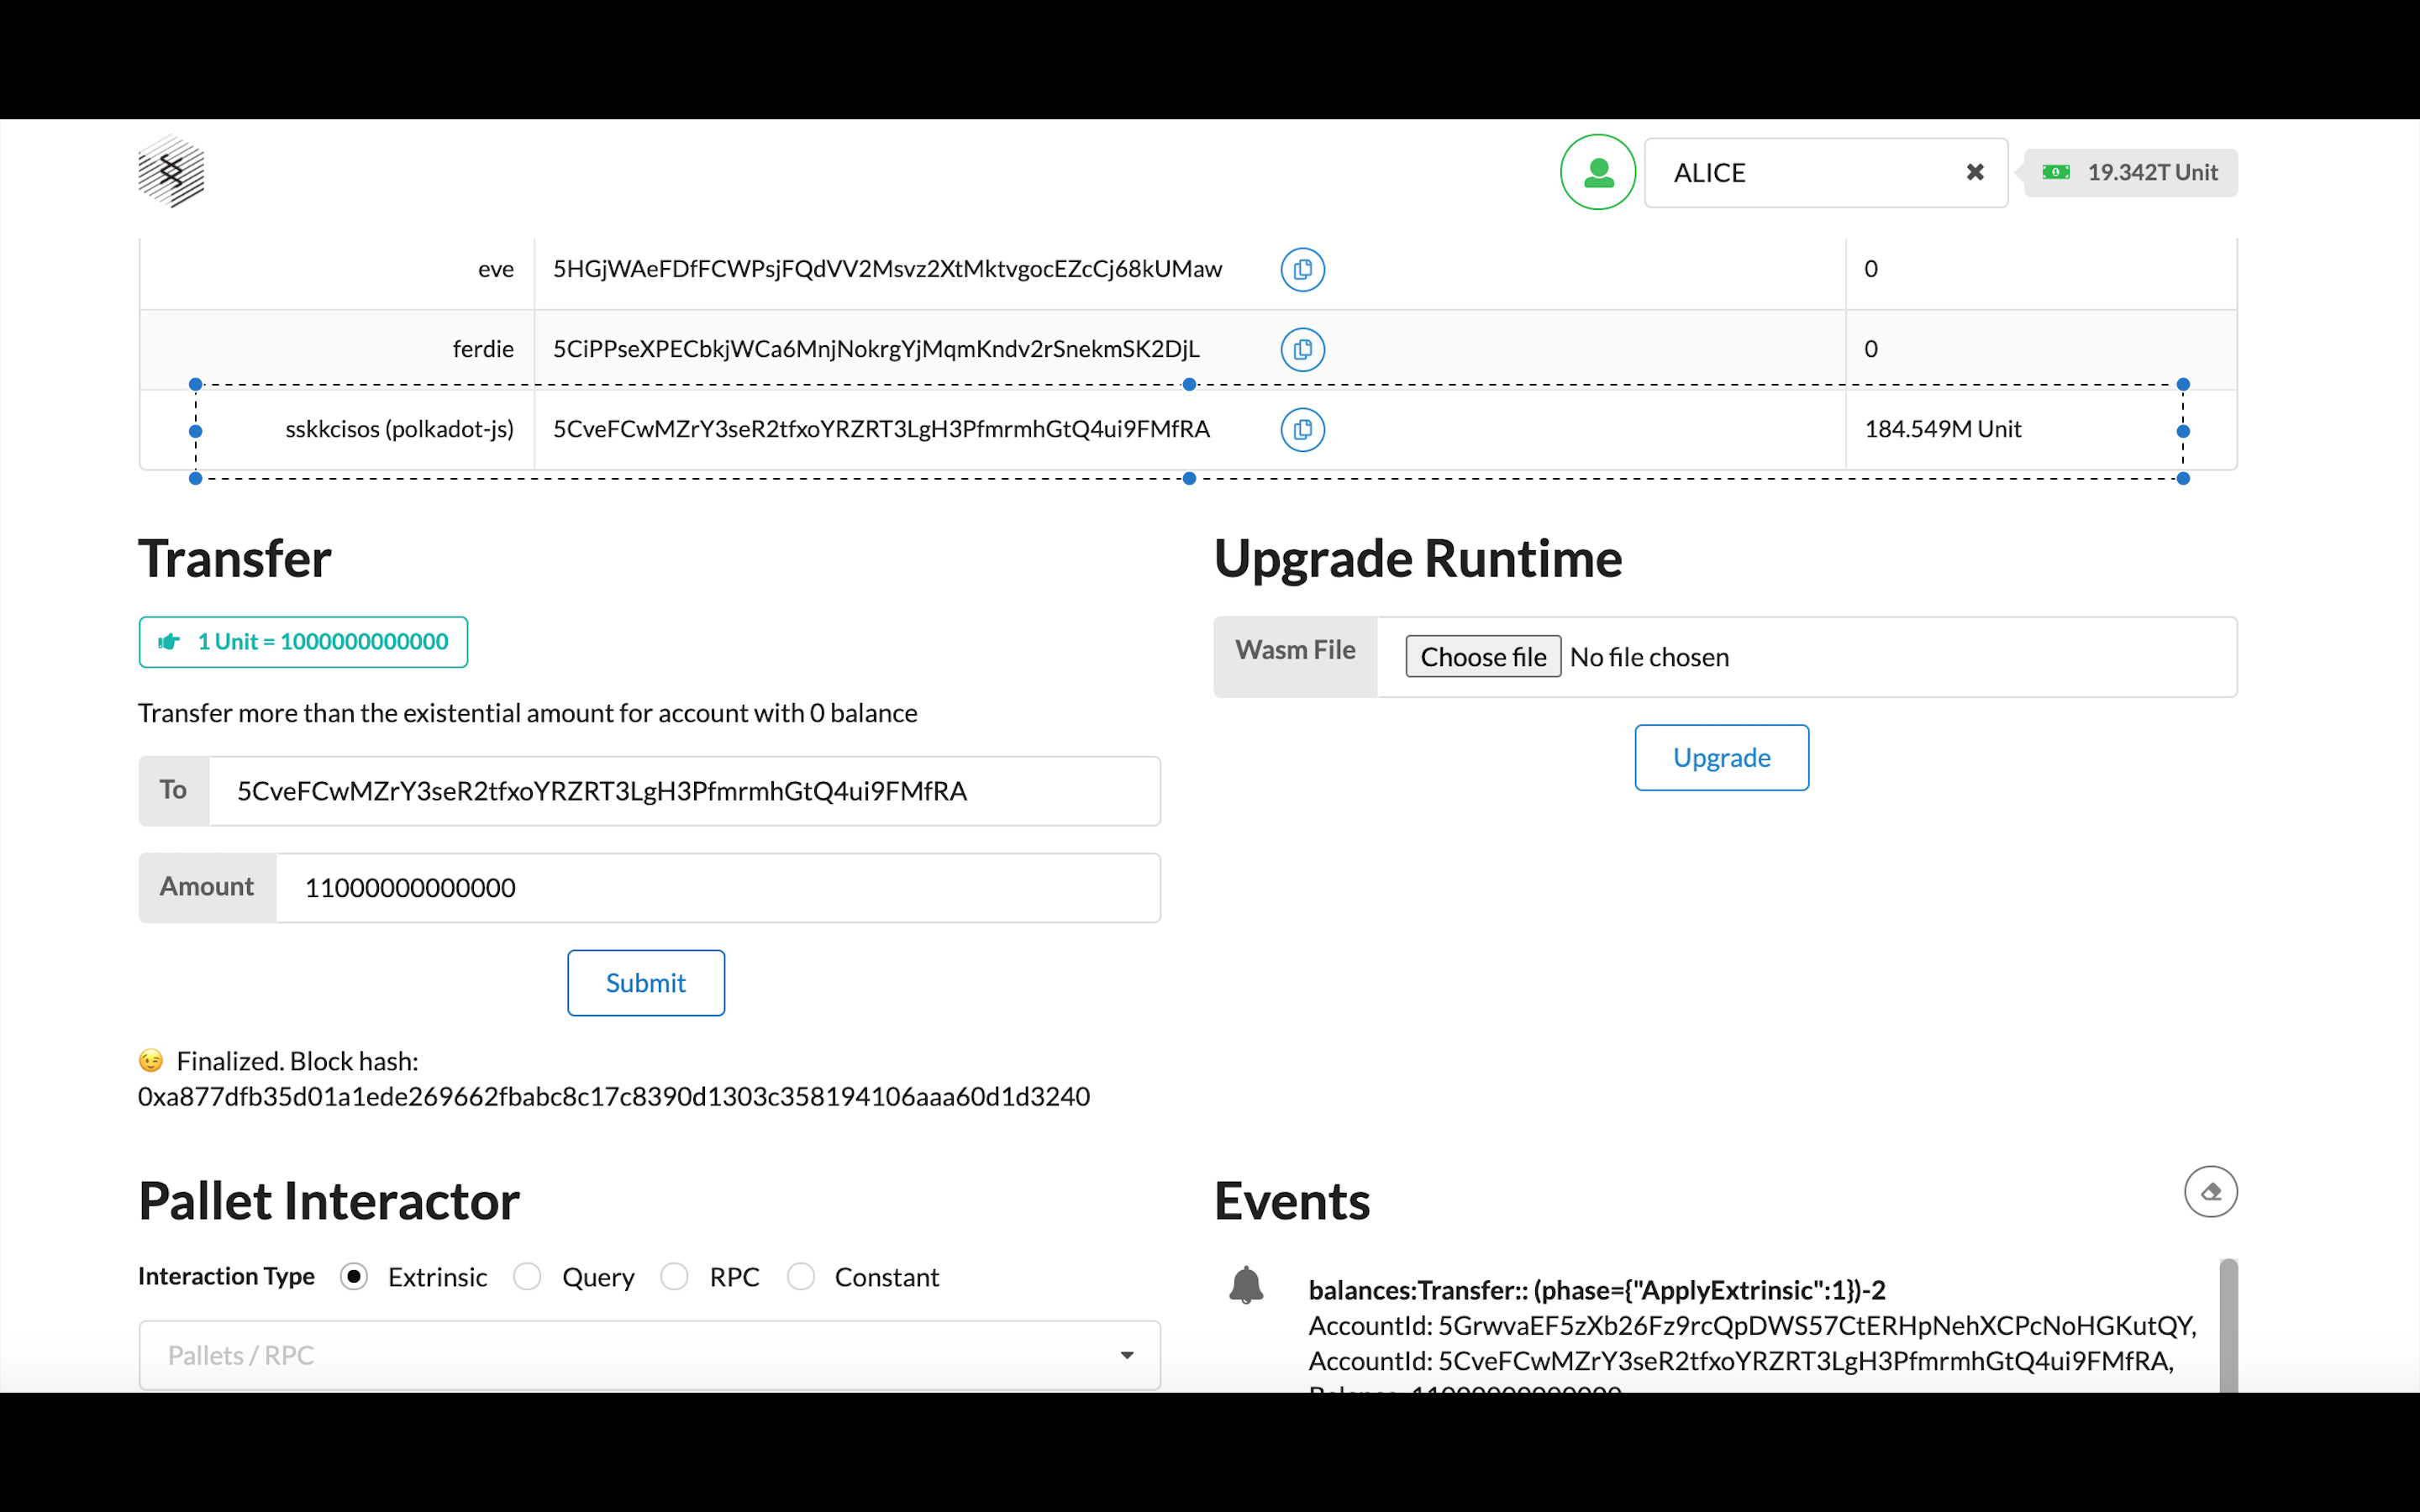 ALICE
19.342T Unit
eve 5HGjWAeFDfFCWPsjFQdVV2Msvz2XtMktvgocEZcCj68kUMaw 0
ferdie 5CiPPseXPECbkjWCa6MnjNokrgYjMqmKndv2rSnekmSK2DjL 0
sskkcisos (polkadot-js) 5CveFCwMZrY3seR2tfxoYRZRT3LgH3PfmrmhGtQ4ui9FMfRA 184.549M Unit
Transfer
1 Unit = 1000000000000
Transfer more than the existential amount for account with 0 balance
To 5CveFCwMZrY3seR2tfxoYRZRT3LgH3PfmrmhGtQ4ui9FMfRA
Amount 11000000000000
Submit
😉 Finalized. Block hash:
0xa877dfb35d01a1ede269662fbabc8c17c8390d1303c358194106aaa60d1d3240
Upgrade Runtime
Wasm File Choose file No file chosen
Upgrade
Pallet Interactor
Interaction Type Extrinsic Query RPC Constant
Pallets / RPC
Events
balances:Transfer:: (phase={"ApplyExtrinsic":1})-2
AccountId: 5GrwvaEF5zXb26Fz9rcQpDWS57CtERHpNehXCPcNoHGKutQY,
AccountId: 5CveFCwMZrY3seR2tfxoYRZRT3LgH3PfmrmhGtQ4ui9FMfRA,